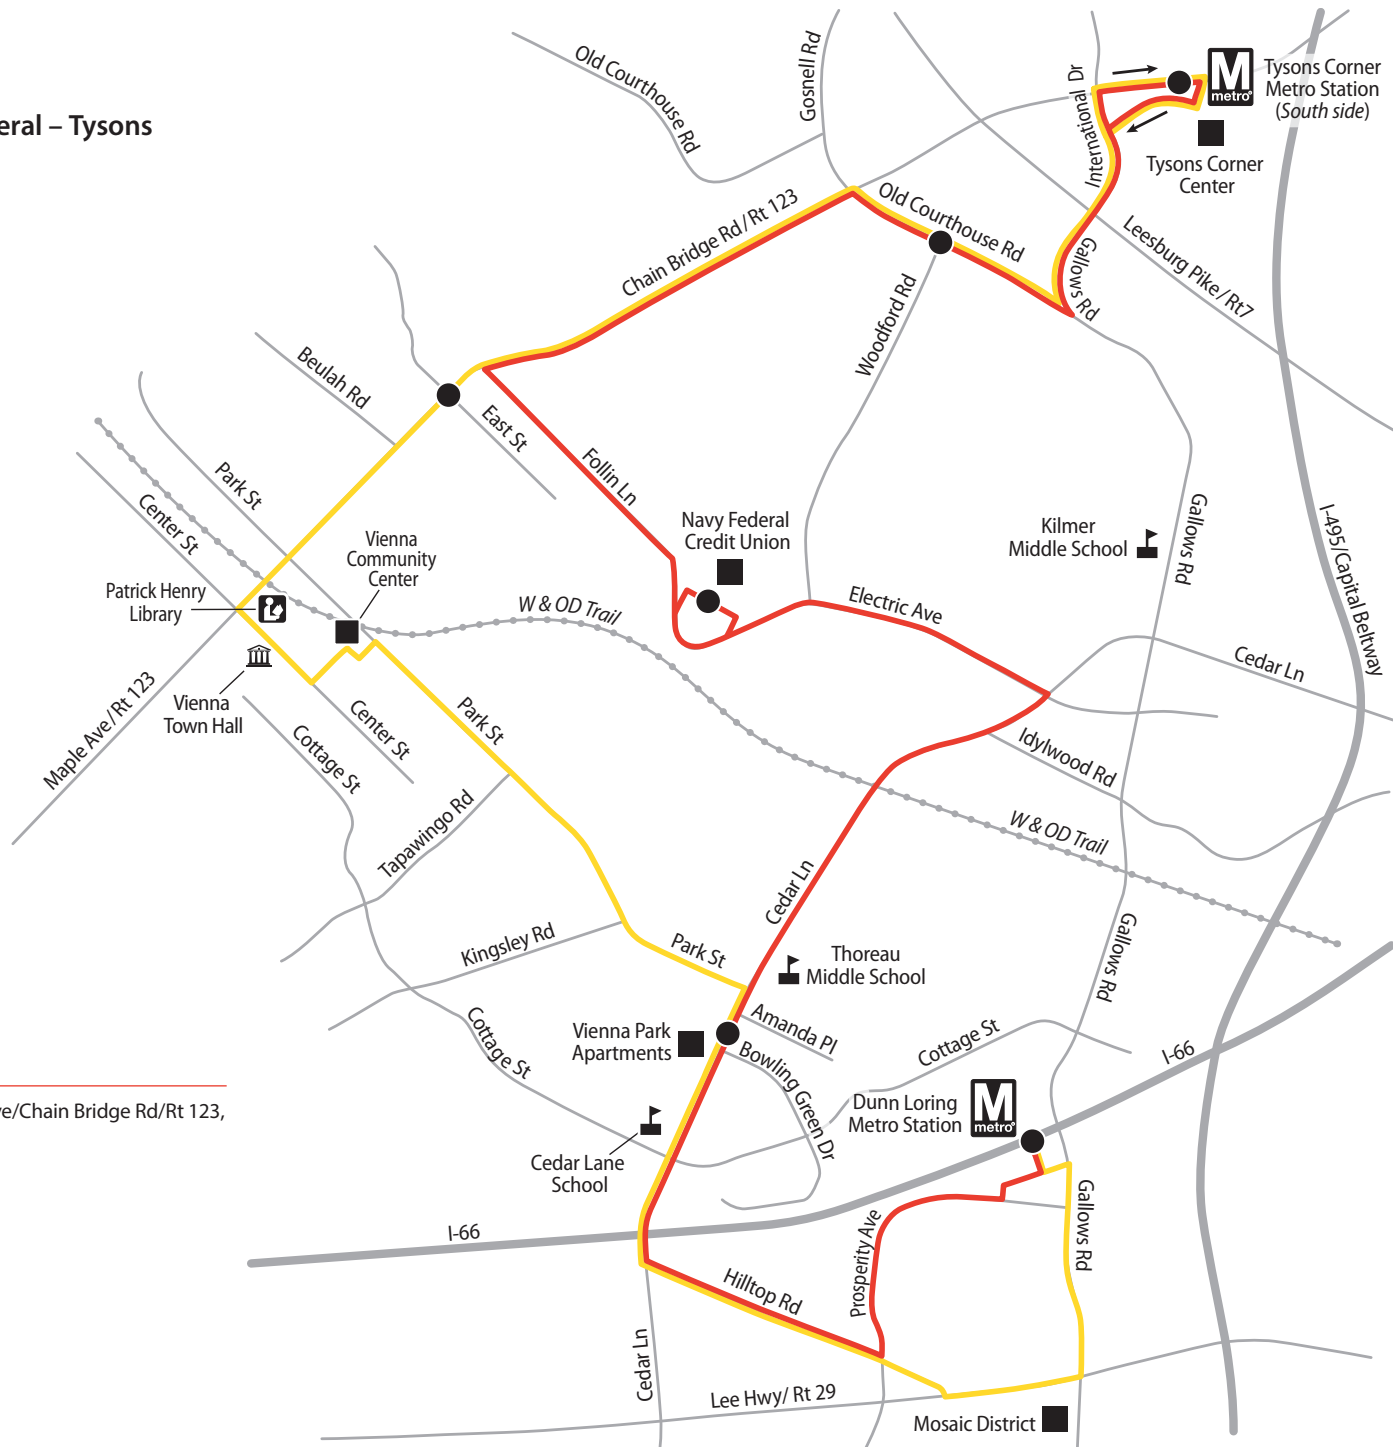 eral – Tysons
Old Courthouse Rd
Gosnell Rd
International Dr
M
metro
Tysons Corner
Metro Station
(South side)
Tysons Corner
Center
Chain Bridge Rd/Rt 123
Old Courthouse Rd
Gallows Rd
Leesburg Pike/Rt7
Woodford Rd
Beulah Rd
East St
Follin Ln
Park St
Center St
Navy Federal
Credit Union
Kilmer
Middle School
Gallows Rd
I-495/Capital Beltway
Vienna
Community
Center
Patrick Henry
Library
W & OD Trail
Electric Ave
Cedar Ln
Vienna
Town Hall
Maple Ave/Rt 123
Cottage St
Center St
Park St
Idylwood Rd
Tapawingo Rd
W & OD Trail
Cedar Ln
Kingsley Rd
Park St
Thoreau
Middle School
Gallows Rd
Cottage St
Vienna Park
Apartments
Amanda Pl
Bowling Green Dr
Cottage St
I-66
ve/Chain Bridge Rd/Rt 123,
Dunn Loring
Metro Station
M
metro
Cedar Lane
School
I-66
Prosperity Ave
Gallows Rd
Hilltop Rd
Cedar Ln
Lee Hwy/ Rt 29
Mosaic District